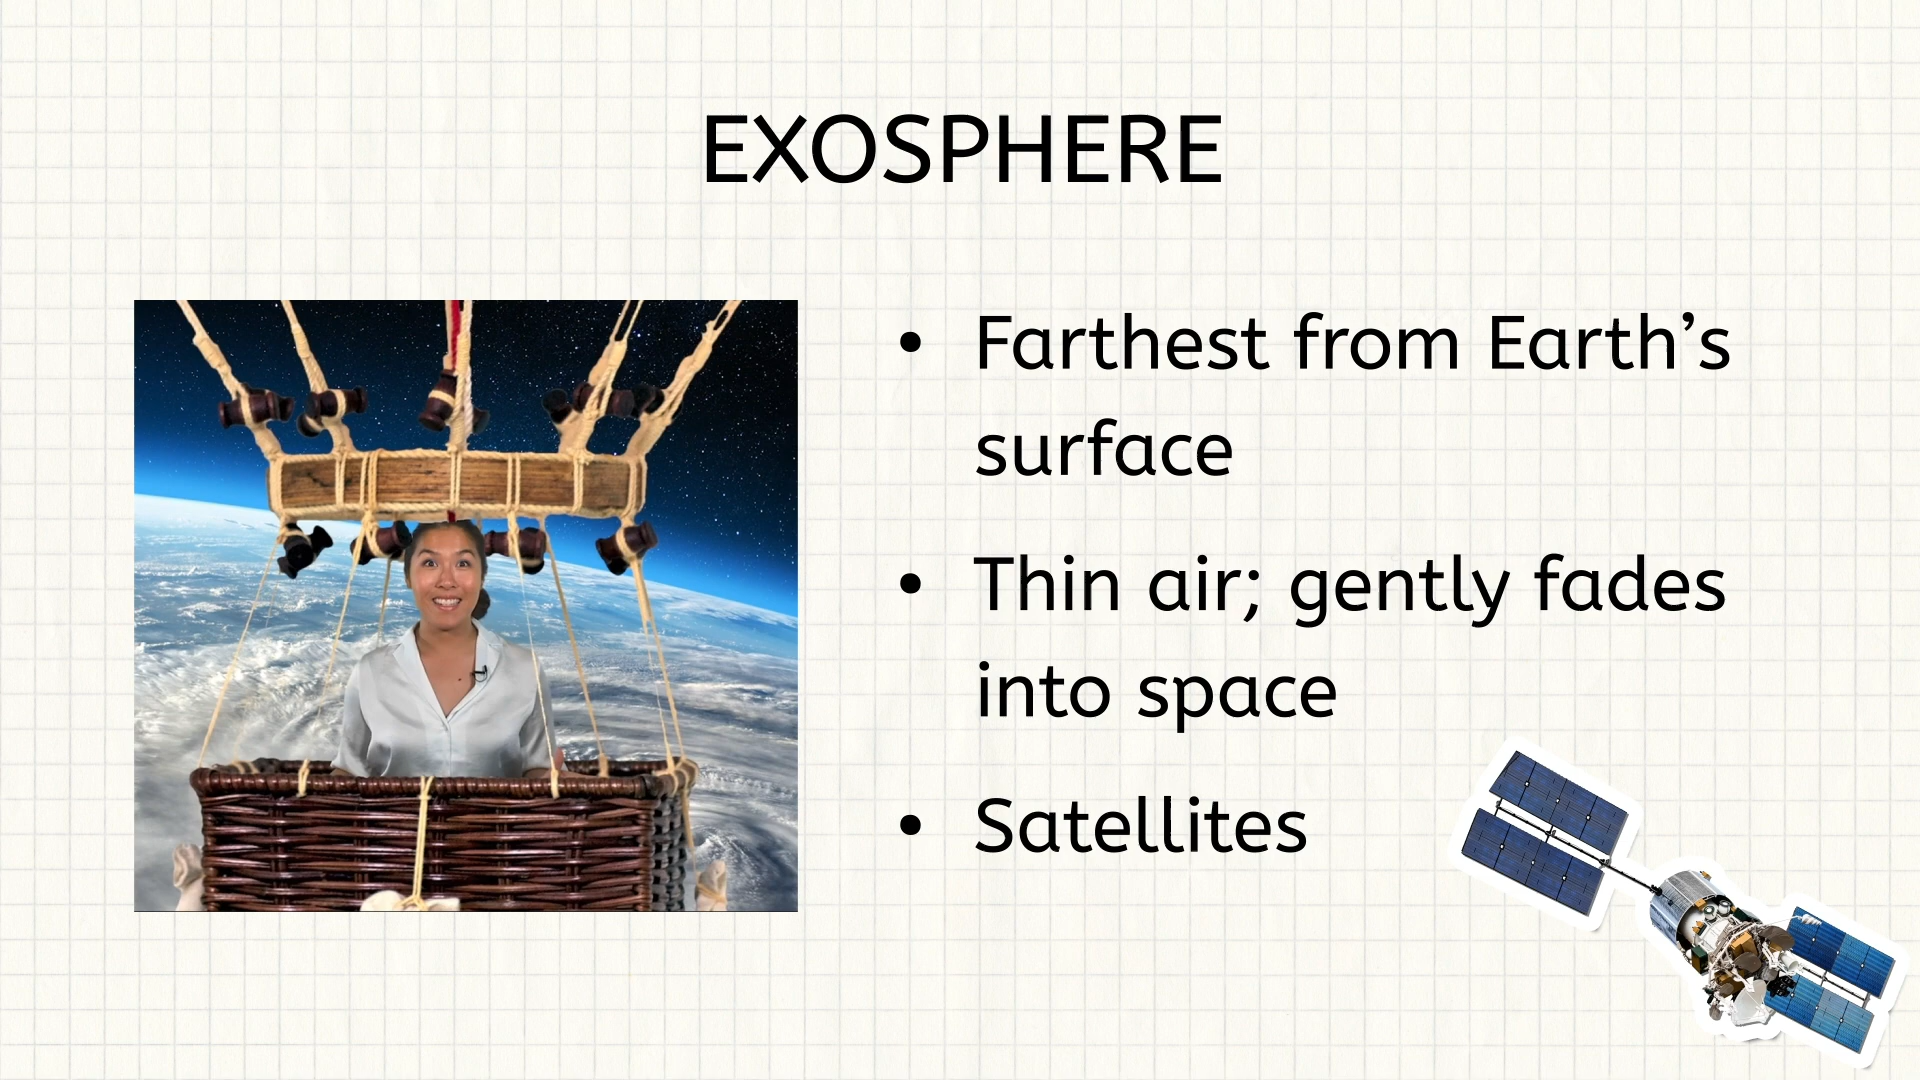 EXOSPHERE
• Farthest from Earth’s
surface
• Thin air; gently fades
into space
• Satellites